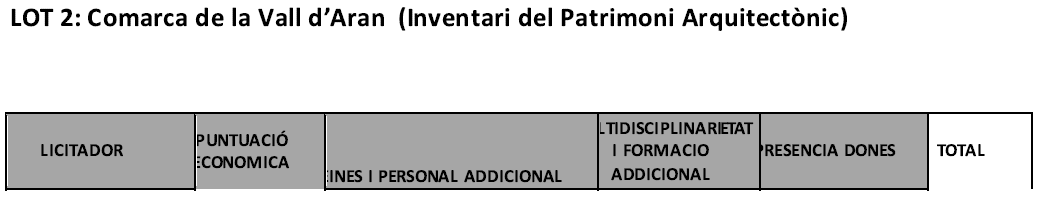 LOT 2: Comarca de la Vall d’Aran (Inventari del Patrimoni Arquitectònic)
LICITADOR
PUNTUACIÓ
ECONOMICA
EINES I PERSONAL ADDICIONAL
LTIDISCIPLINARIETAT
I FORMACIO
ADDICIONAL
PRESENCIA DONES
TOTAL